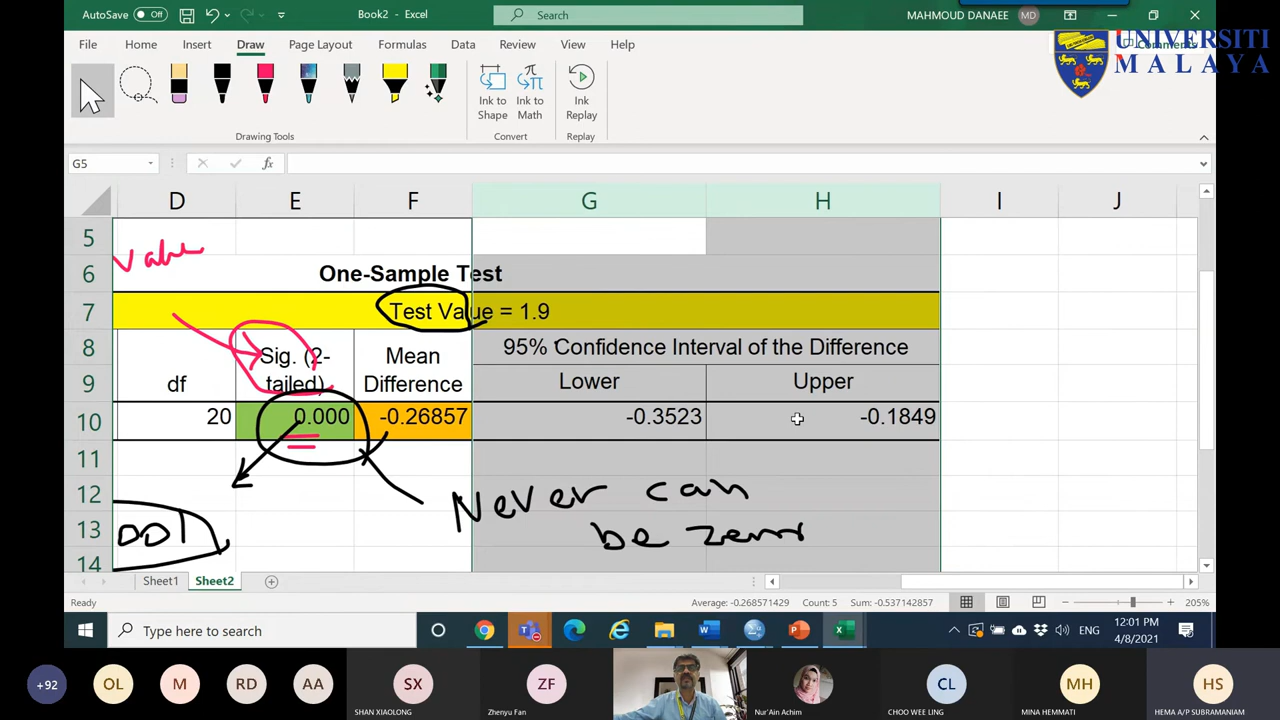 AutoSave Off
Book2 - Excel
Search
MAHMOUD DANAEE MD
UNIVERSITI
MALAYA
File Home Insert Draw Page Layout Formulas Data Review View Help
Comments
Ink to Shape
Ink to Math
Ink Replay
Drawing Tools Convert Replay
G5 fx
D E F G H I J
5
Value
6 One-Sample Test
7 Test Value = 1.9
8 Sig. (2- Mean 95% Confidence Interval of the Difference
9 df tailed) Difference Lower Upper
10 20 0.000 -0.26857 -0.3523 -0.1849
11
12 Never can
13 001 be zero
14
Sheet1 Sheet2
Ready Average: -0.268571429 Count: 5 Sum: -0.537142857 205%
Type here to search ENG 12:01 PM
4/8/2021
+92 OL M RD AA SX ZF CL MH HS
SHAN XIAOLONG Zhenyu Fan Nur'Ain Achim CHOO WEE LING MINA HEMMATI HEMA A/P SUBRAMANIAM